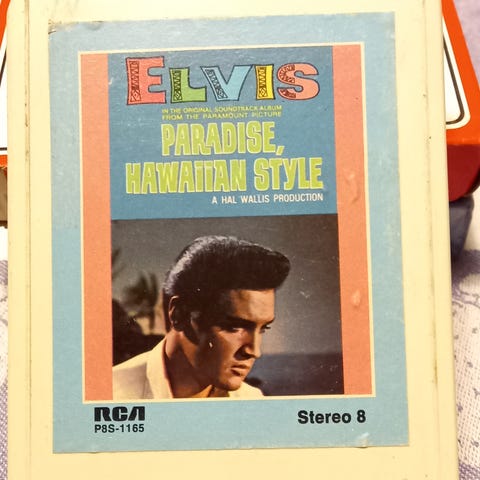 ELVIS
IN THE ORIGINAL SOUNDTRACK ALBUM
FROM THE PARAMOUNT PICTURE
PARADISE,
HAWAIIAN STYLE
A HAL WALLIS PRODUCTION
RCA
P8S-1165
Stereo 8